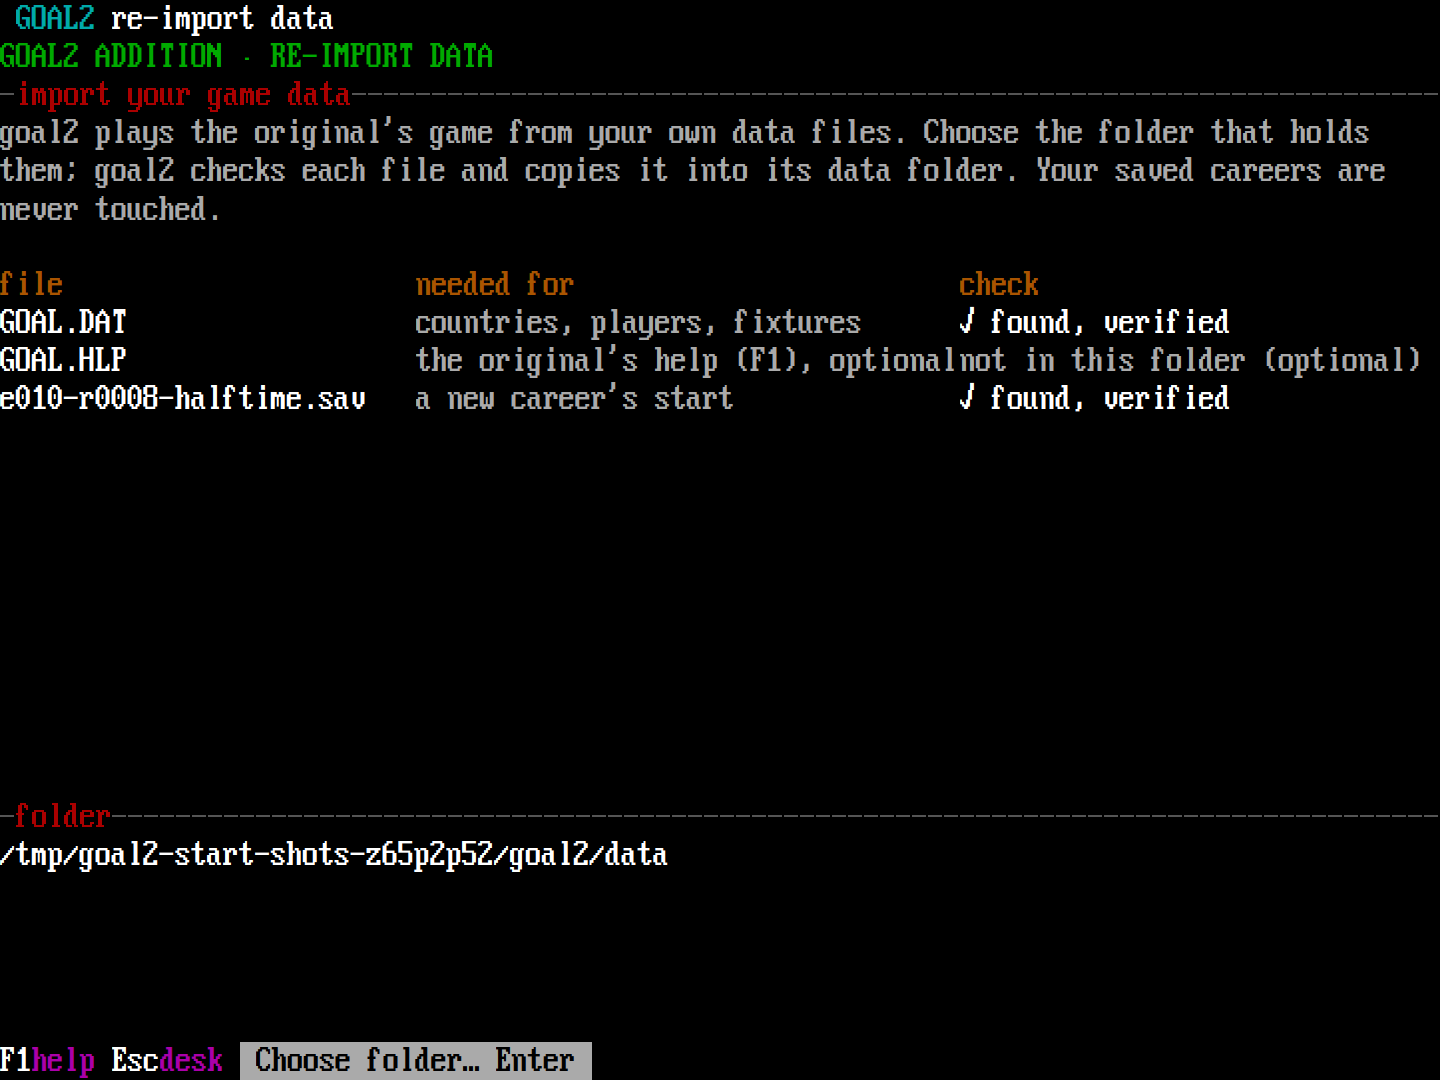 GOAL2 re-import data
GOAL2 ADDITION · RE-IMPORT DATA
import your game data
goal2 plays the original's game from your own data files. Choose the folder that holds
them; goal2 checks each file and copies it into its data folder. Your saved careers are
never touched.
file needed for check
GOAL.DAT countries, players, fixtures √ found, verified
GOAL.HLP the original's help (F1), optionalnot in this folder (optional)
e010-r0008-halftime.sav a new career's start √ found, verified
folder
/tmp/goal2-start-shots-z65p2p52/goal2/data
F1help Escdesk Choose folder… Enter